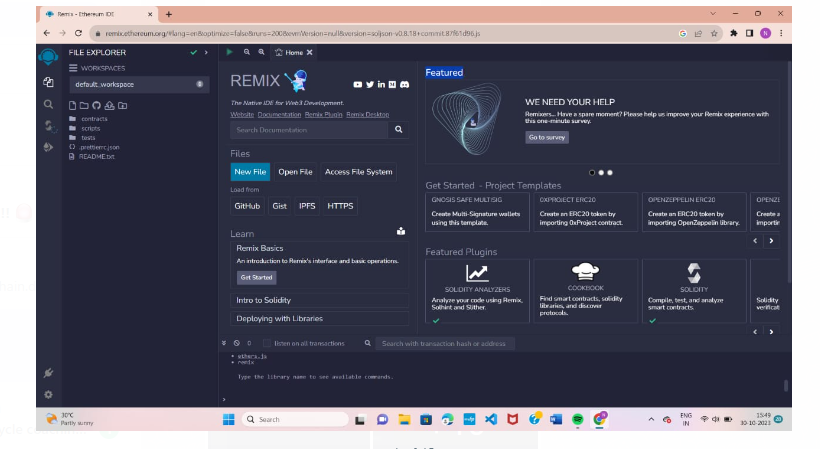 Remix - Ethereum IDE
remix.ethereum.org/#lang=en&optimize=false&runs=200&evmVersion=null&version=soljson-v0.8.18+commit.87f61d96.js
FILE EXPLORER
WORKSPACES
default_workspace
contracts
scripts
tests
.prettierrc.json
README.txt
Home
REMIX
The Native IDE for Web3 Development.
Website Documentation Remix Plugin Remix Desktop
Search Documentation
Files
New File Open File Access File System
Load from
GitHub Gist IPFS HTTPS
Learn
Remix Basics
An introduction to Remix's interface and basic operations.
Get Started
Intro to Solidity
Deploying with Libraries
Featured
WE NEED YOUR HELP
Remixers... Have a spare moment? Please help us improve your Remix experience with
this one-minute survey.
Go to survey
Get Started - Project Templates
GNOSIS SAFE MULTISIG
Create Multi-Signature wallets
using this template.
0XPROJECT ERC20
Create an ERC20 token by
importing 0xProject contract.
OPENZEPPELIN ERC20
Create an ERC20 token by
importing OpenZeppelin library.
OPENZE
Create a
importin
Featured Plugins
SOLIDITY ANALYZERS
Analyze your code using Remix,
Solhint and Slither.
COOKBOOK
Find smart contracts, solidity
libraries, and discover
protocols.
SOLIDITY
Compile, test, and analyze
smart contracts.
Solidity
verificat
0 listen on all transactions Search with transaction hash or address
remix
Type the library name to see available commands.
>
30°C
Partly sunny
Search
ENG
IN
15:49
30-10-2023